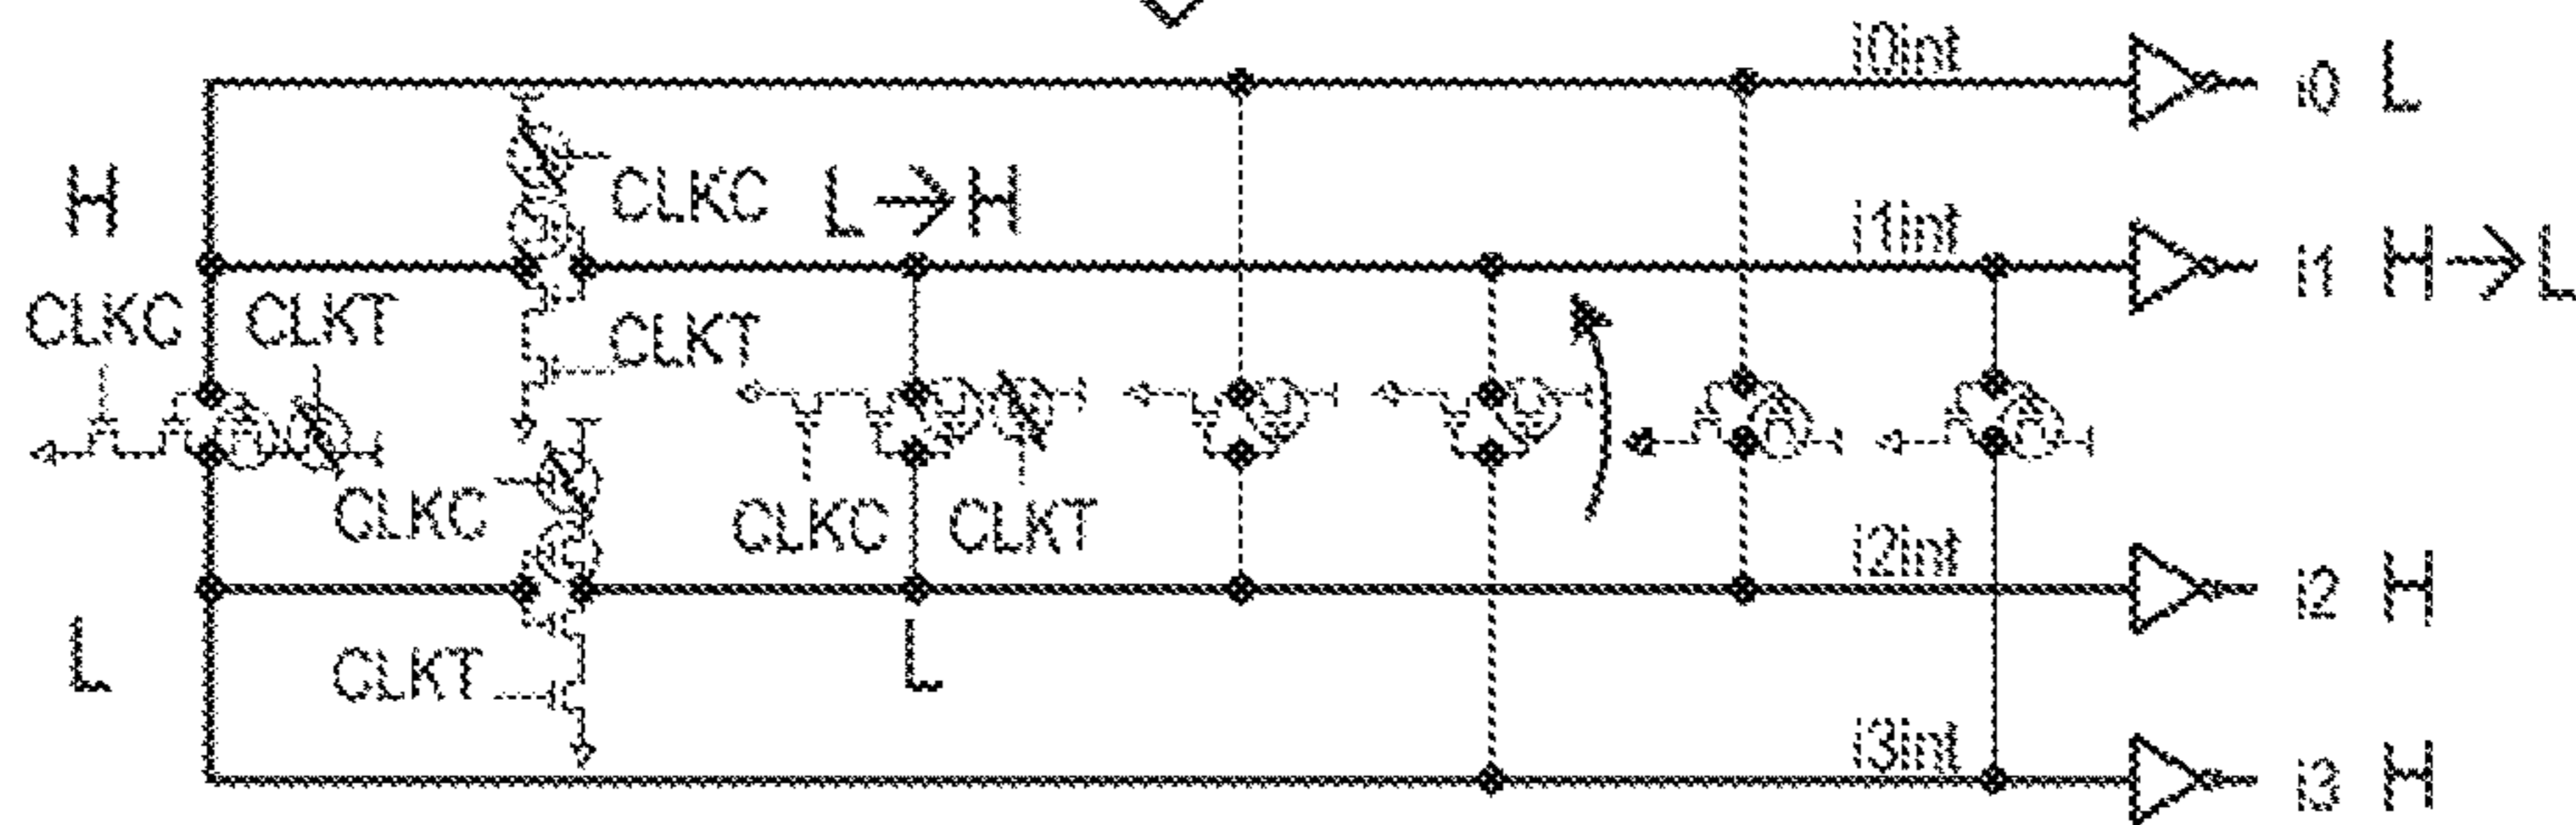 i0int
i0 L
H
CLKC L→H
i1int
i1 H→L
CLKC CLKT
CLKT
CLKC
CLKC CLKT
i2int
i2 H
L
CLKT
L
i3int
i3 H